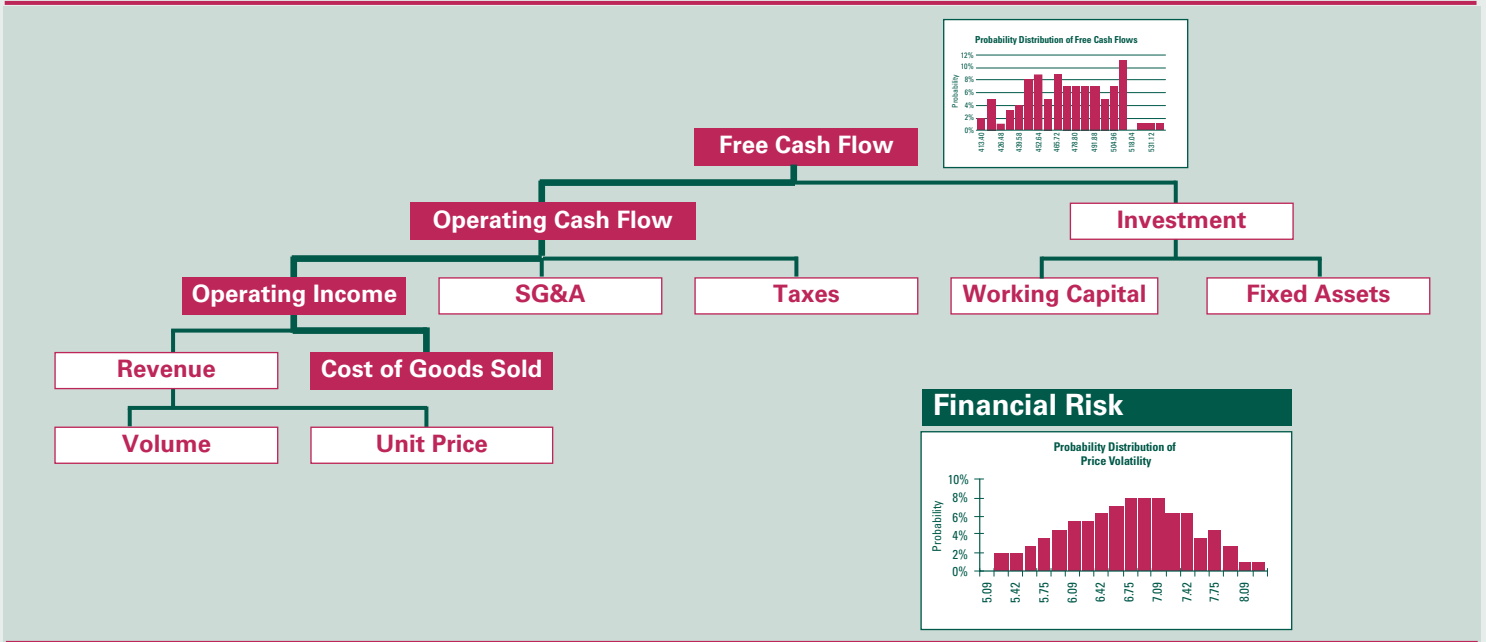 Probability Distribution of Free Cash Flows
12%
10%
8%
6%
4%
2%
0%
Probability
413.40
426.48
439.58
452.64
465.72
478.80
491.88
504.96
518.04
531.12
Free Cash Flow
Operating Cash Flow
Investment
Operating Income
SG&A
Taxes
Working Capital
Fixed Assets
Revenue
Cost of Goods Sold
Volume
Unit Price
Financial Risk
Probability Distribution of
Price Volatility
10%
8%
6%
4%
2%
0%
Probability
5.09
5.42
5.75
6.09
6.42
6.75
7.09
7.42
7.75
8.09